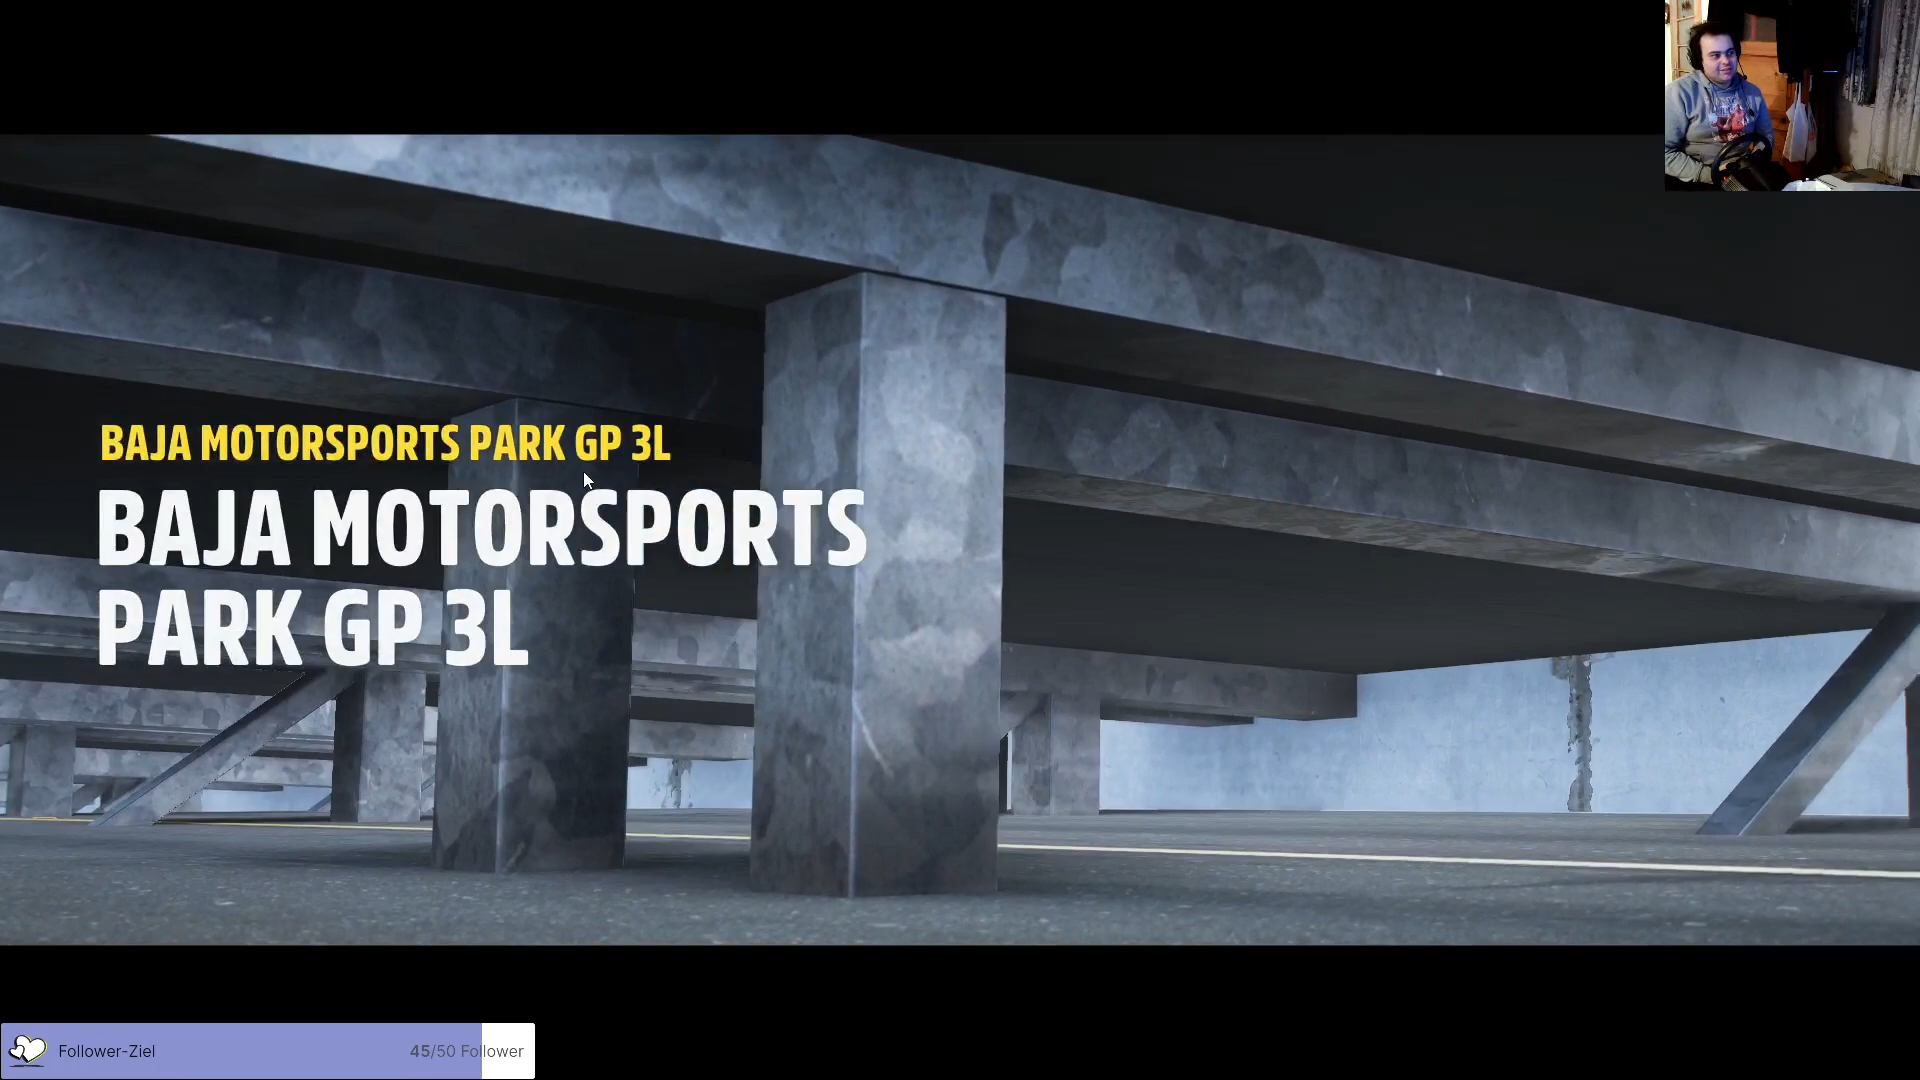 BAJA MOTORSPORTS PARK GP 3L
BAJA MOTORSPORTS
PARK GP 3L
Follower-Ziel
45/50 Follower